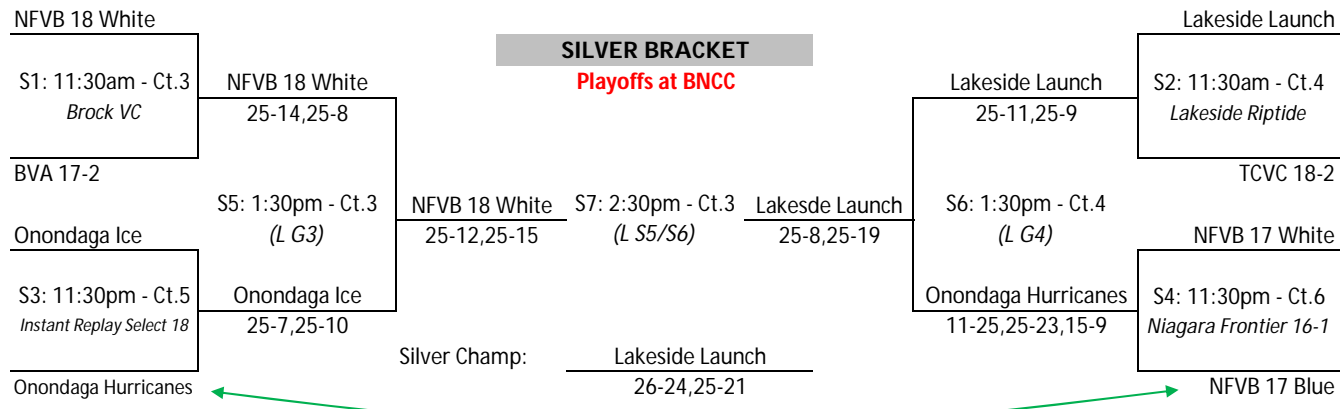 NFVB 18 White
Lakeside Launch
SILVER BRACKET
S1: 11:30am - Ct.3
NFVB 18 White
Playoffs at BNCC
Lakeside Launch
S2: 11:30am - Ct.4
Brock VC
25-14,25-8
25-11,25-9
Lakeside Riptide
BVA 17-2
TCVC 18-2
S5: 1:30pm - Ct.3
NFVB 18 White
S7: 2:30pm - Ct.3
Lakesde Launch
S6: 1:30pm - Ct.4
Onondaga Ice
(L G3)
25-12,25-15
(L S5/S6)
25-8,25-19
(L G4)
NFVB 17 White
S3: 11:30pm - Ct.5
Onondaga Ice
Onondaga Hurricanes
S4: 11:30pm - Ct.6
Instant Replay Select 18
25-7,25-10
11-25,25-23,15-9
Niagara Frontier 16-1
Silver Champ:
Lakeside Launch
Onondaga Hurricanes
26-24,25-21
NFVB 17 Blue